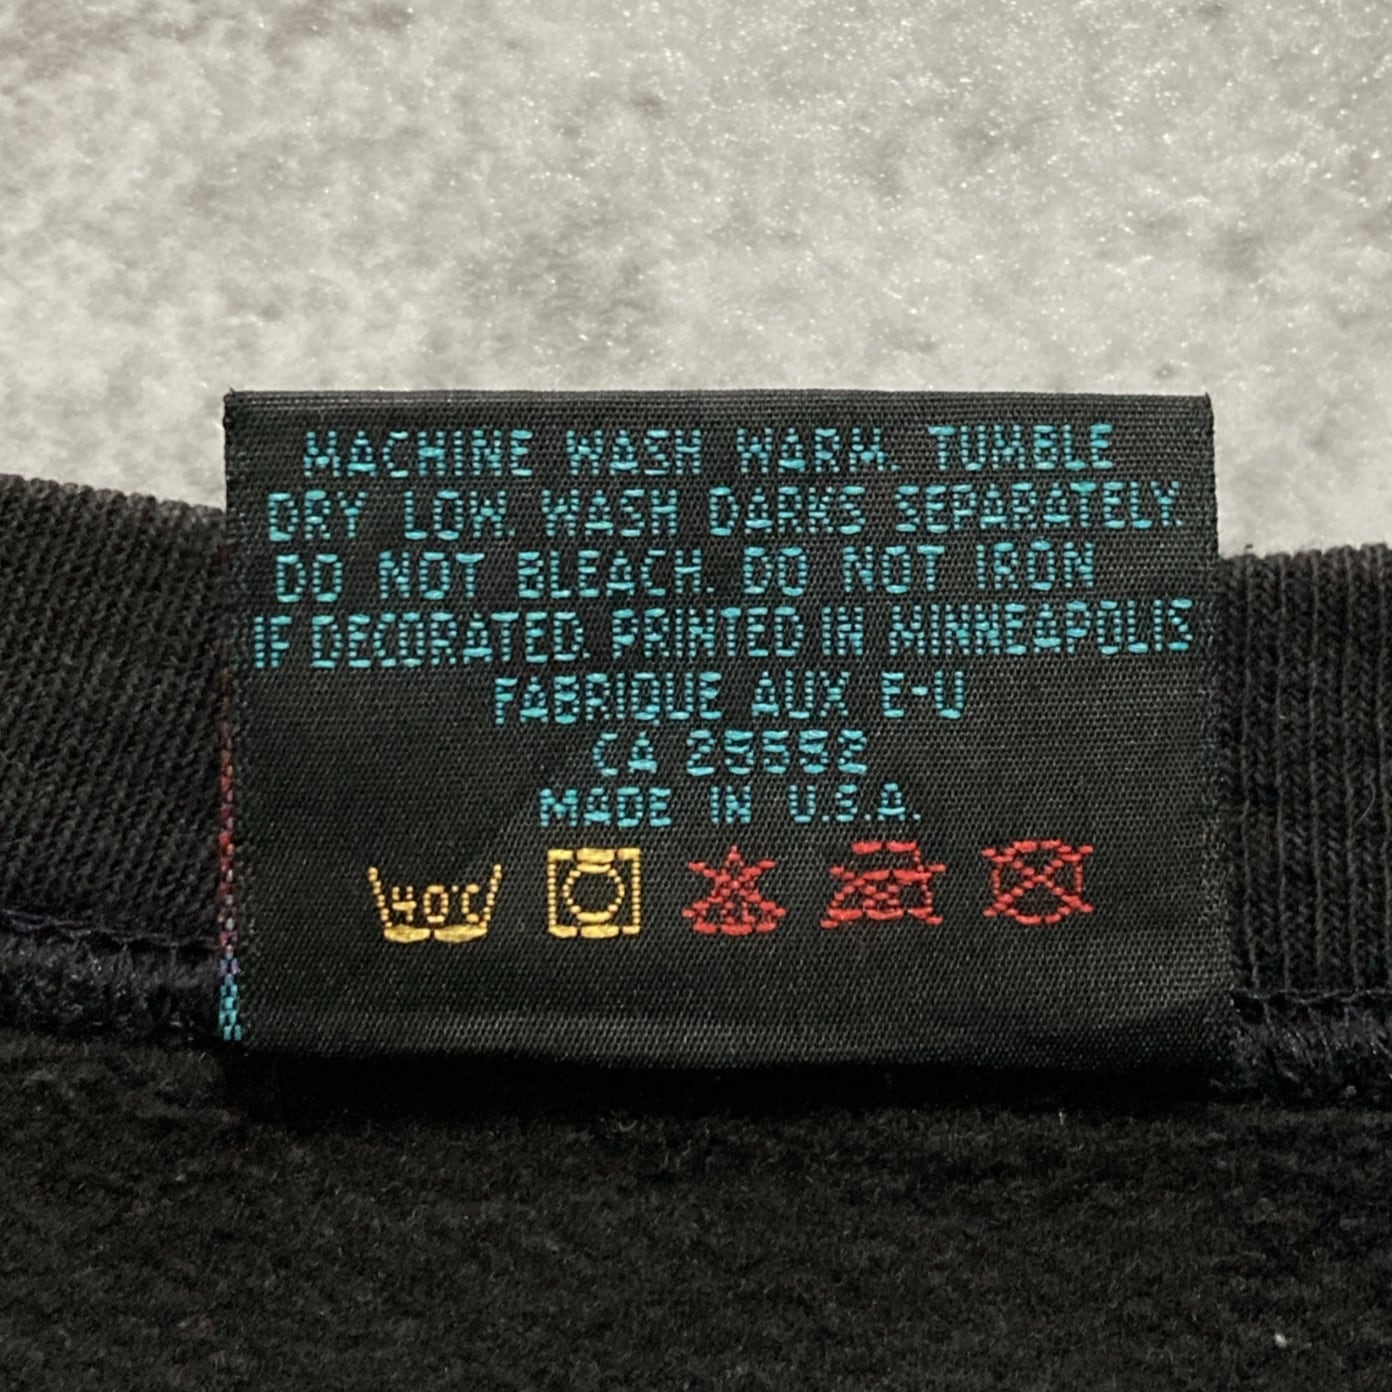 MACHINE WASH WARM. TUMBLE
DRY LOW. WASH DARKS SEPARATELY.
DO NOT BLEACH. DO NOT IRON
IF DECORATED. PRINTED IN MINNEAPOLIS
FABRIQUE AUX E-U
CA 25552
MADE IN U.S.A.
40°C